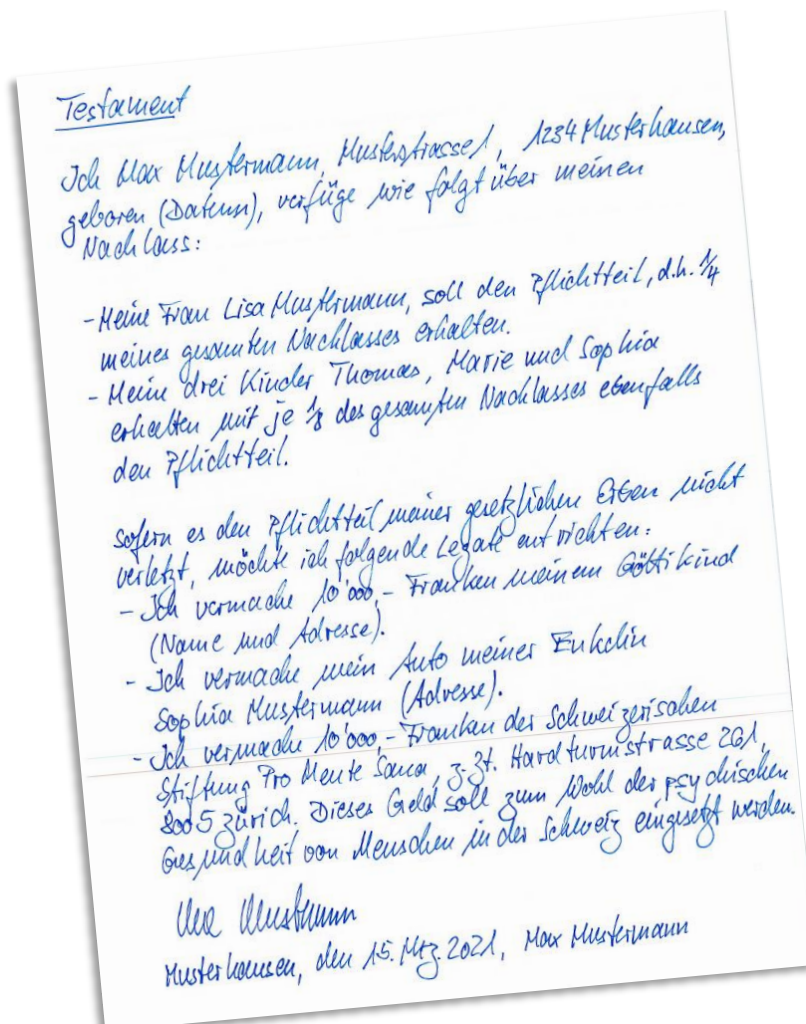 Testament
Ich Max Mustermann, Musterstrasse 1, 1234 Musterhausen,
geboren (Datum), verfüge wie folgt über meinen
Nachlass:
- Meine Frau Lisa Mustermann, soll den Pflichtteil, d.h. 1/4
meines gesamten Nachlasses erhalten.
- Meine drei Kinder Thomas, Marie und Sophia
erhalten mit je 1/8 des gesamten Nachlasses ebenfalls
den Pflichtteil.
Sofern es den Pflichtteil meiner gesetzlichen Erben nicht
verletzt, möchte ich folgende Legate entrichten:
- Ich vermache 10'000.- Franken meinem Göttikind
(Name und Adresse).
- Ich vermache mein Auto meiner Enkelin
Sophia Mustermann (Adresse).
- Ich vermache 10'000.- Franken der Schweizerischen
Stiftung Pro Mente Sana, z.Zt. Hardturmstrasse 261,
8005 Zürich. Dieses Geld soll zum Wohl der psychischen
Gesundheit von Menschen in der Schweiz eingesetzt werden.
Max Mustermann
Musterhausen, den 15. Mrz. 2021, Max Mustermann